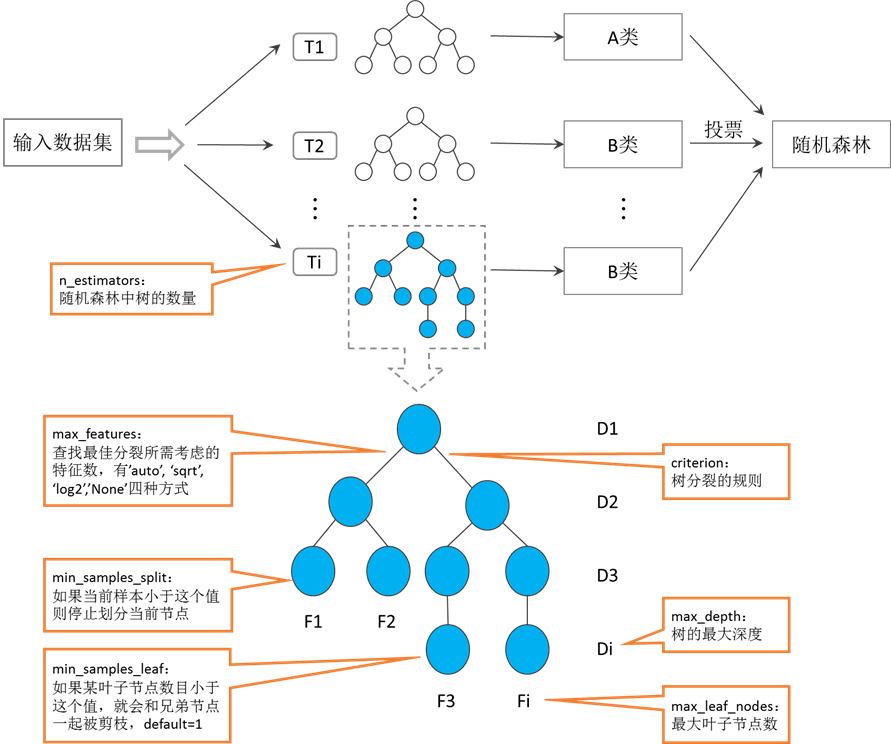 T1
A类
输入数据集
T2
B类
投票
随机森林
Ti
B类
n_estimators：
随机森林中树的数量
max_features：
查找最佳分裂所需考虑的
特征数，有‘auto’, ‘sqrt’,
‘log2’,‘None’四种方式
D1
criterion：
树分裂的规则
D2
min_samples_split：
如果当前样本小于这个值
则停止划分当前节点
D3
F1
F2
max_depth：
树的最大深度
Di
min_samples_leaf：
如果某叶子节点数目小于
这个值，就会和兄弟节点
一起被剪枝，default=1
F3
Fi
max_leaf_nodes：
最大叶子节点数